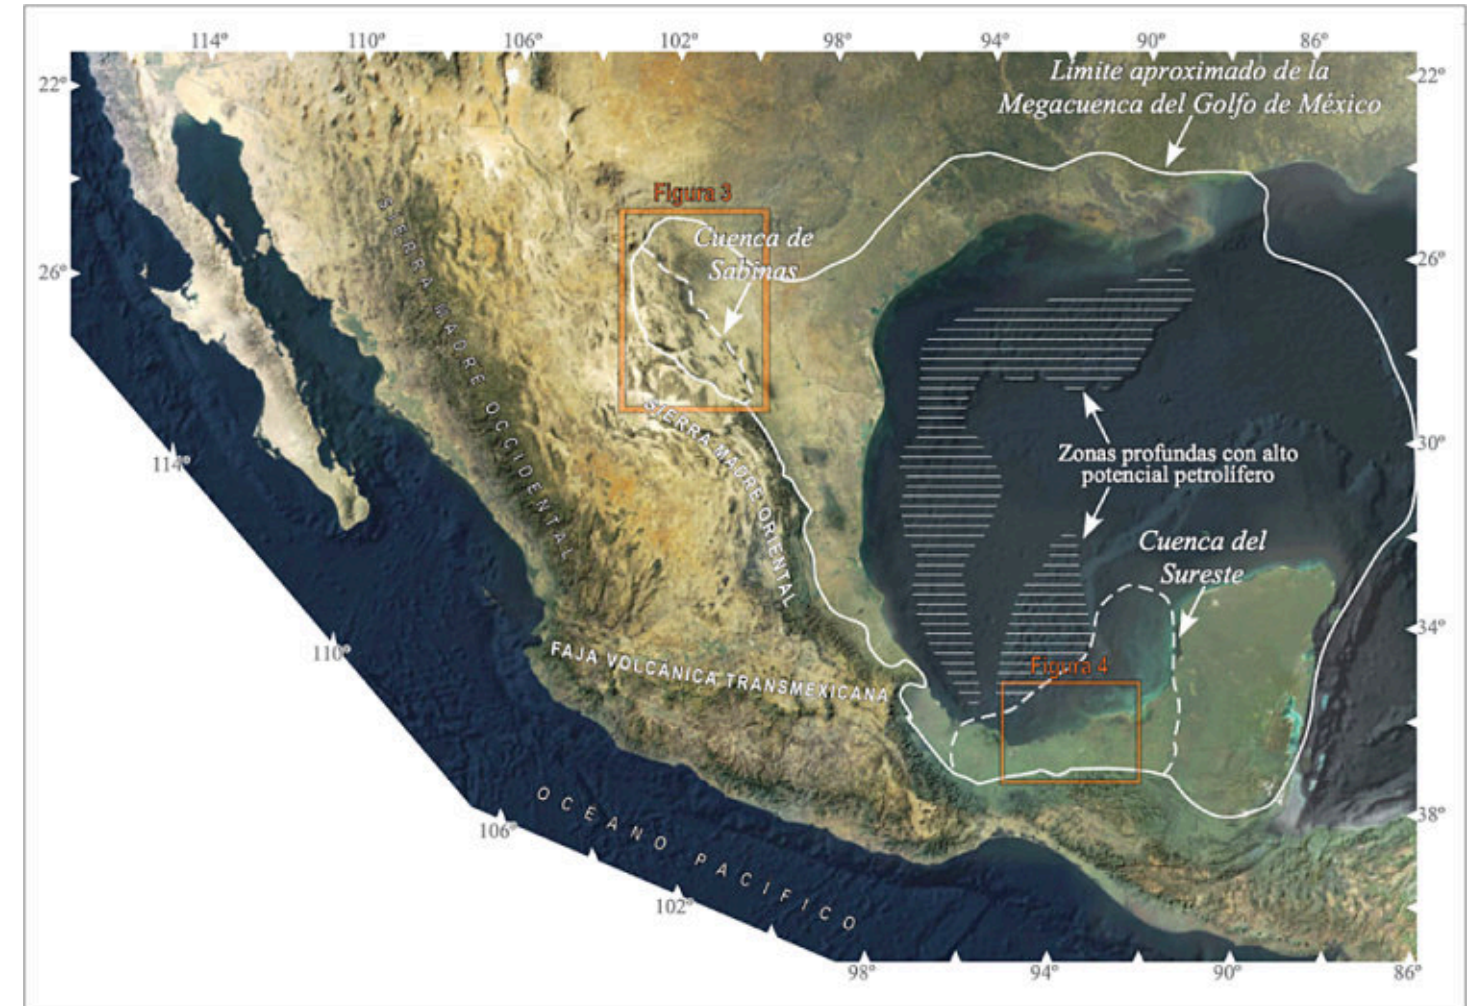 114°
110°
106°
102°
98°
94°
90°
86°
22°
22°
Limite aproximado de la
Megacuenca del Golfo de México
Figura 3
Cuenca de
Sabinas
SIERRA MADRE OCCIDENTAL
26°
26°
SIERRA MADRE ORIENTAL
30°
Zonas profundas con alto
potencial petrolífero
114°
Cuenca del
Sureste
34°
110°
FAJA VOLCÁNICA TRANSMEXICANA
Figura 4
OCÉANO PACIFICO
38°
106°
102°
98°
94°
90°
86°